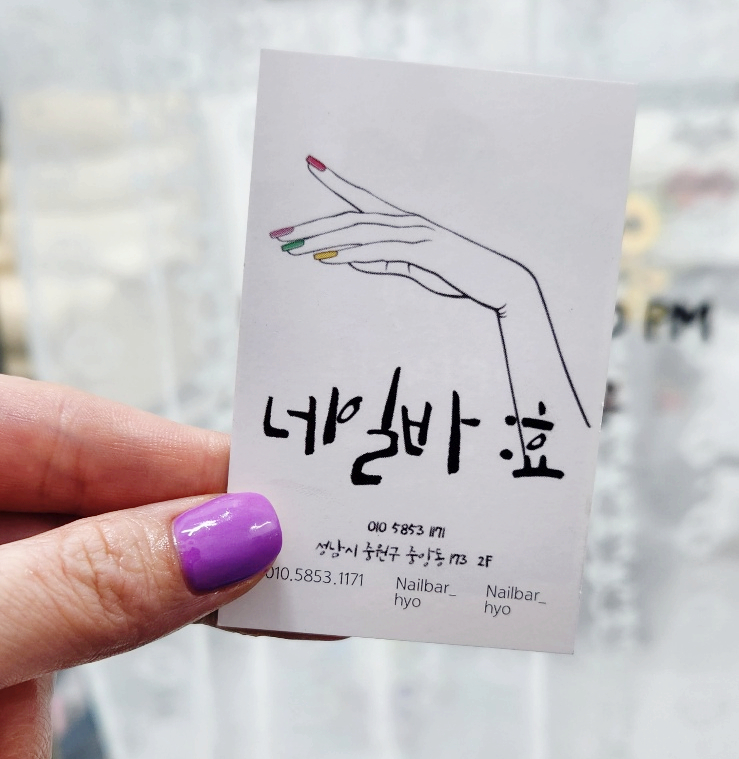 네일바 :효
010 5853 1171
성남시 중원구 중앙동 173 2F
010.5853.1171 Nailbar_ Nailbar_
hyo hyo
PM